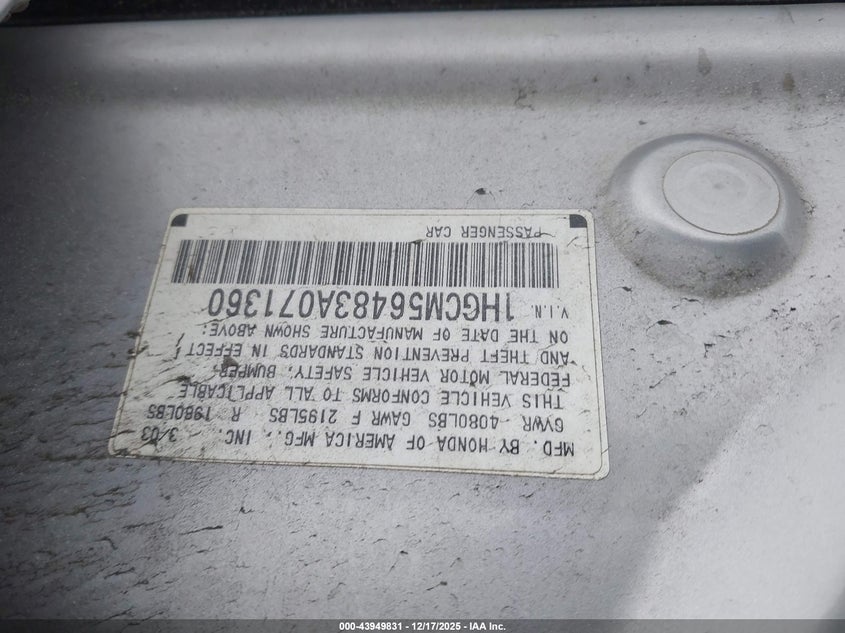 MFD. BY HONDA OF AMERICA MFG., INC. 3/03
GVWR 4080LBS GAWR F 2195LBS R 1980LBS
THIS VEHICLE CONFORMS TO ALL APPLICABLE
FEDERAL MOTOR VEHICLE SAFETY, BUMPER,
AND THEFT PREVENTION STANDARDS IN EFFECT
ON THE DATE OF MANUFACTURE SHOWN ABOVE.
V.I.N. 1HGCM56483A071360
PASSENGER CAR
000-43949831 - 12/17/2025 - IAA Inc.